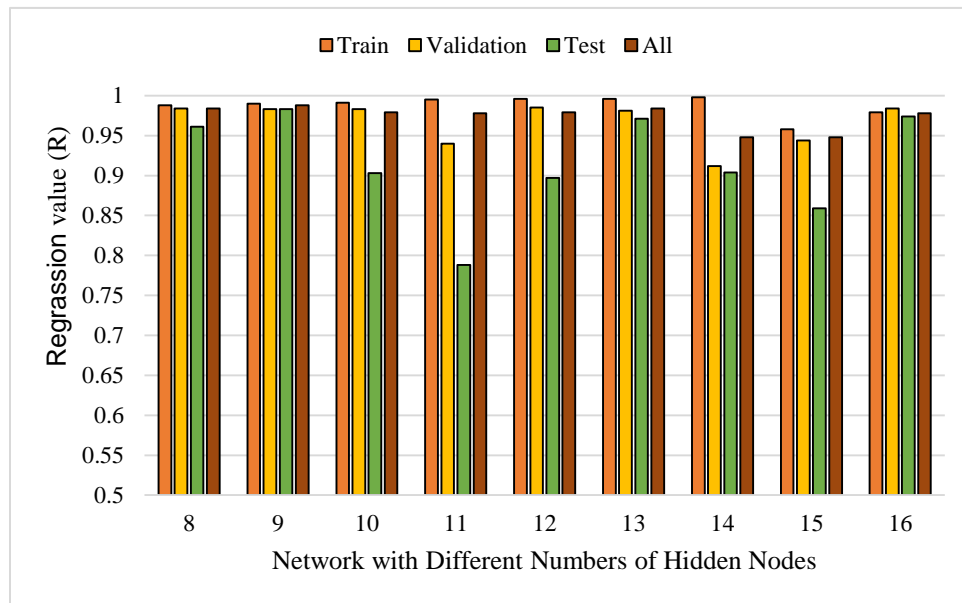 Train Validation Test All
1
0.95
0.9
0.85
0.8
0.75
0.7
0.65
0.6
0.55
0.5
Regrassion value (R)
8 9 10 11 12 13 14 15 16
Network with Different Numbers of Hidden Nodes